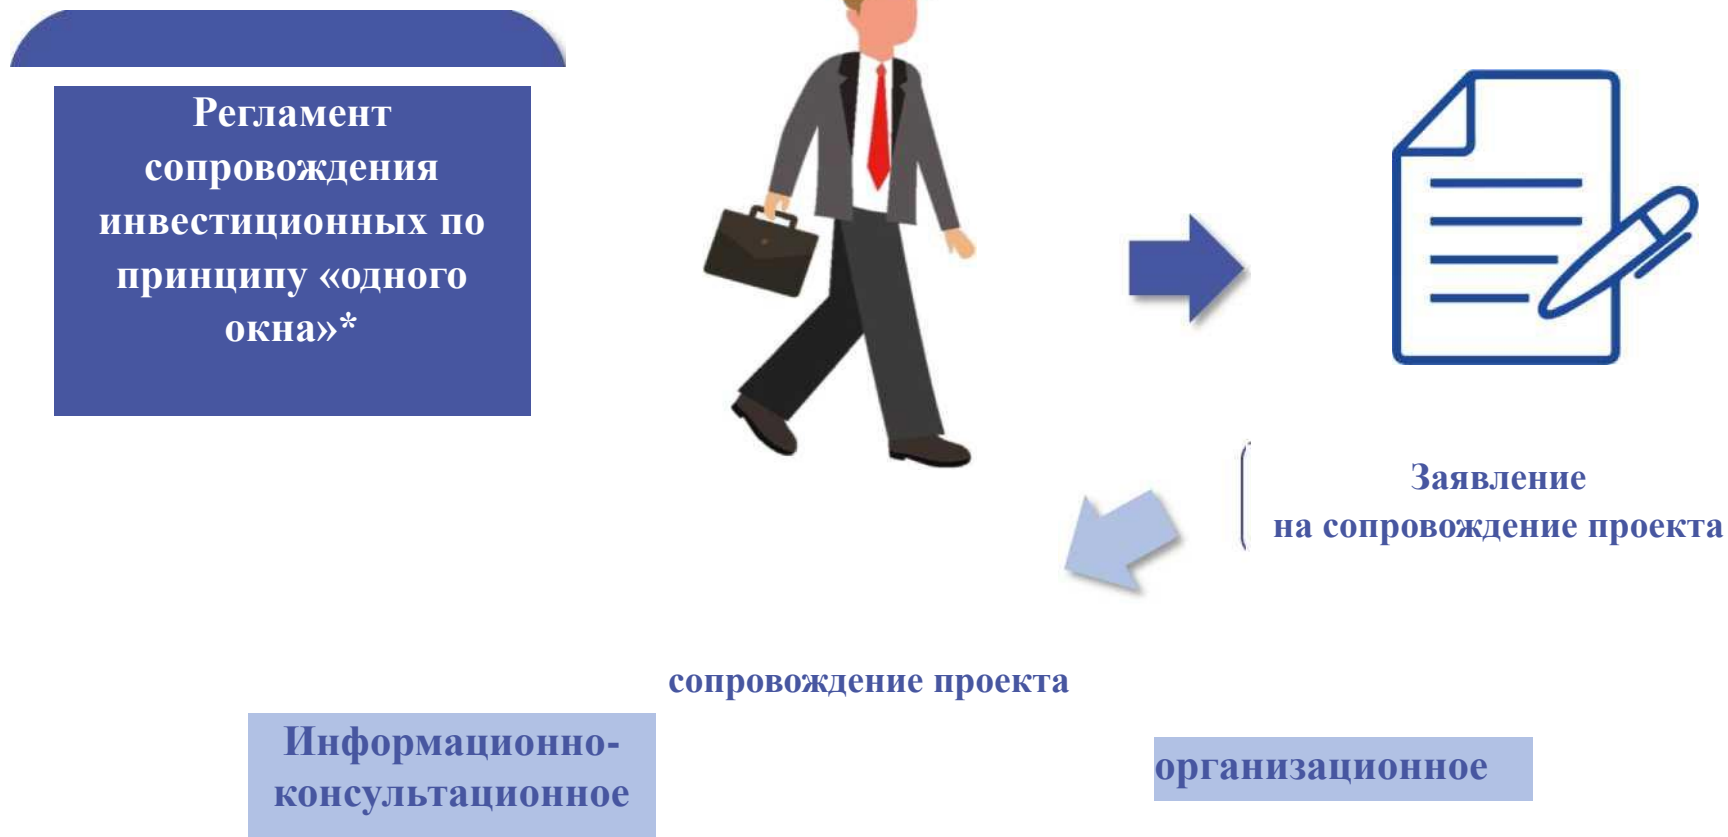 Регламент
сопровождения
инвестиционных по
принципу «одного
окна»*
Заявление
на сопровождение проекта
сопровождение проекта
Информационно-
консультационное
организационное